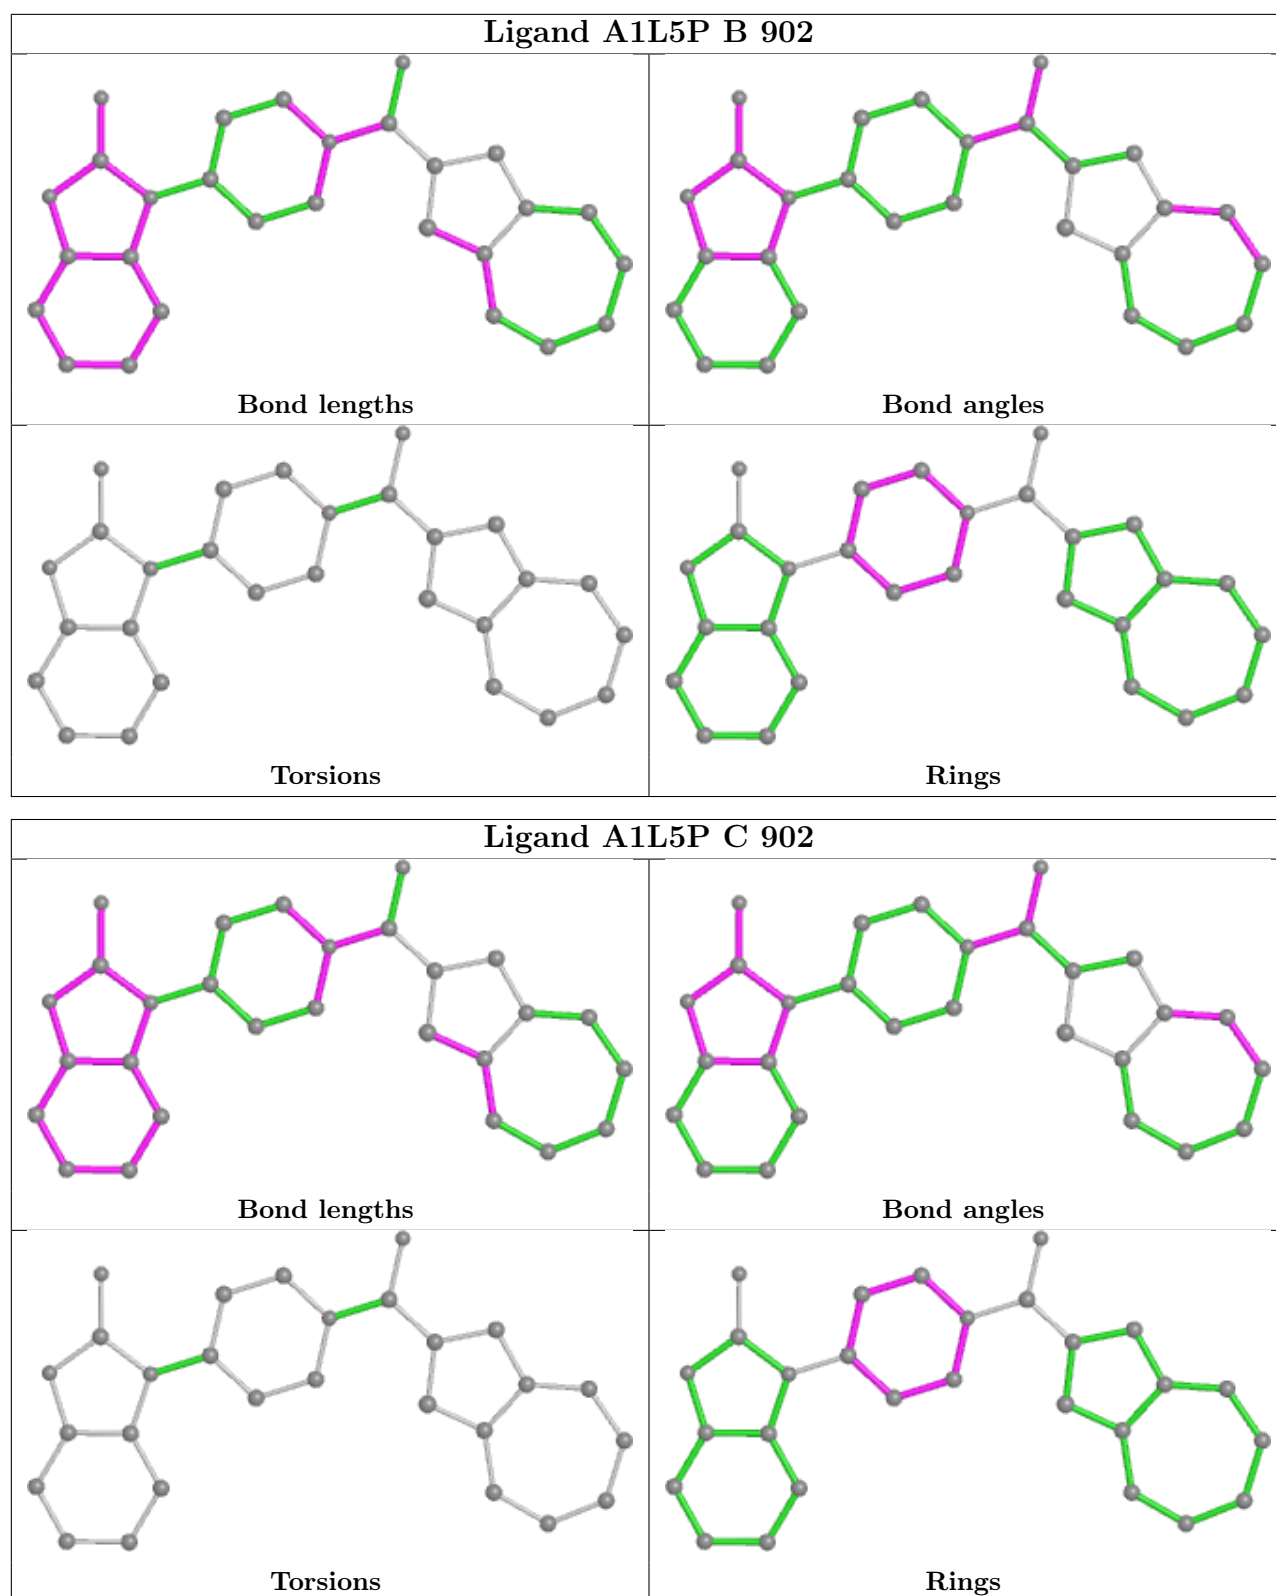 Ligand A1L5P B 902
Bond lengths
Bond angles
Torsions
Rings
Ligand A1L5P C 902
Bond lengths
Bond angles
Torsions
Rings